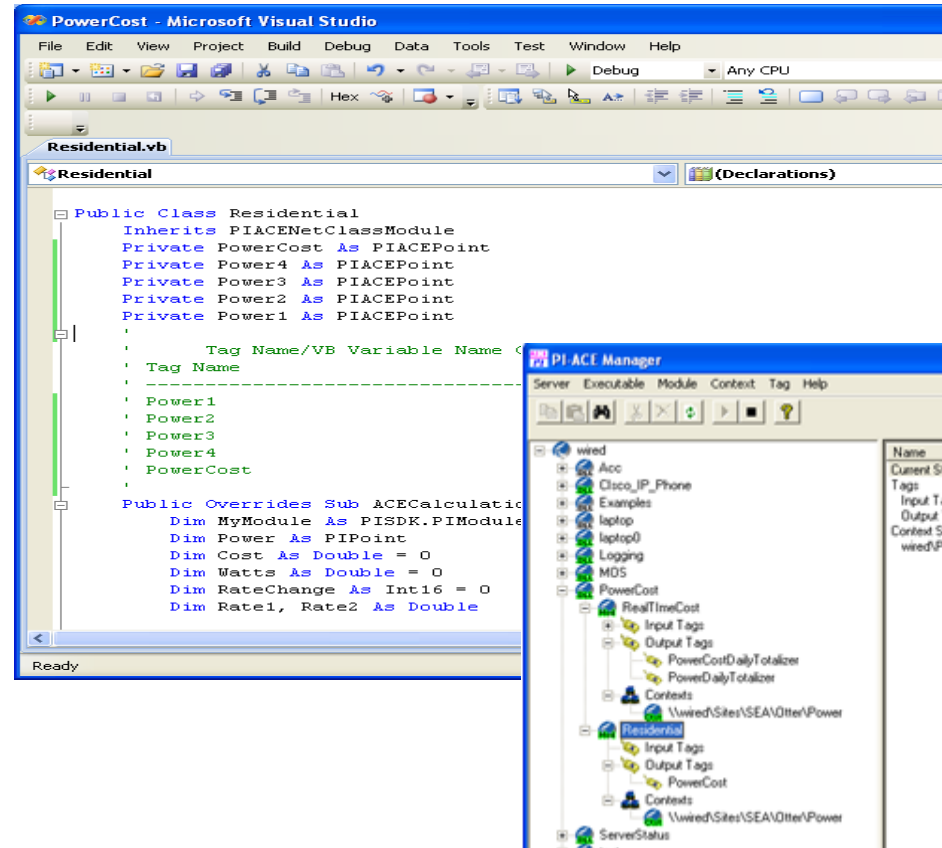 PowerCost - Microsoft Visual Studio
File Edit View Project Build Debug Data Tools Test Window Help
Debug Any CPU
Hex
Residential.vb
Residential (Declarations)
Public Class Residential
Inherits PIACENetClassModule
Private PowerCost As PIACEPoint
Private Power4 As PIACEPoint
Private Power3 As PIACEPoint
Private Power2 As PIACEPoint
Private Power1 As PIACEPoint
'
' Tag Name/VB Variable Name
' Tag Name
' --------------------------------
' Power1
' Power2
' Power3
' Power4
' PowerCost
'
Public Overrides Sub ACECalculatio
Dim MyModule As PISDK.PIModule
Dim Power As PIPoint
Dim Cost As Double = 0
Dim Watts As Double = 0
Dim RateChange As Int16 = 0
Dim Rate1, Rate2 As Double
Ready
PI-ACE Manager
Server Executable Module Context Tag Help
wired
Acc
CIsco_IP_Phone
Examples
laptop
laptop0
Logging
MDS
PowerCost
RealTImeCost
Input Tags
Output Tags
PowerCostDailyTotalizer
PowerDailyTotalizer
Contexts
\\wired\Sites\SEA\Otter\Power
Residential
Input Tags
Output Tags
PowerCost
Contexts
\\wired\Sites\SEA\Otter\Power
ServerStatus
Name
Current S
Tags
Input T
Output
Context S
wired\P